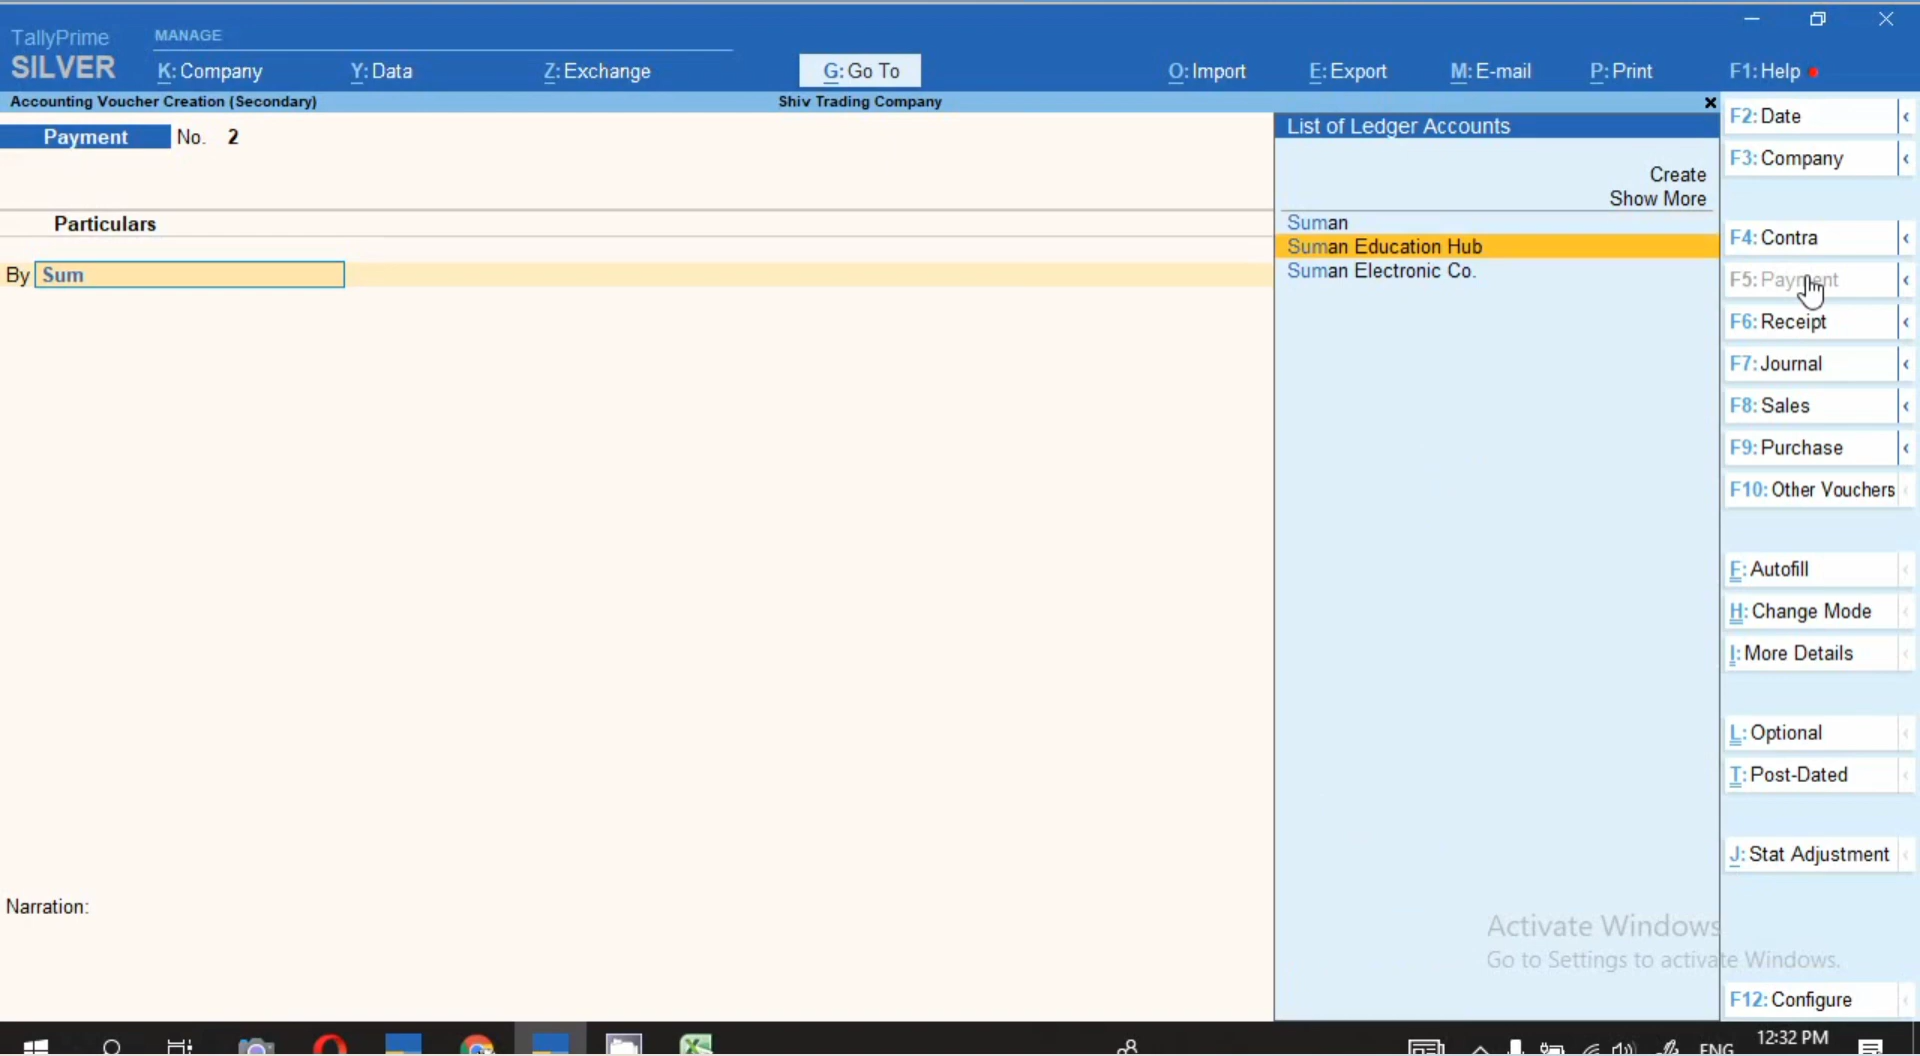 TallyPrime
SILVER
MANAGE
K: Company
Y: Data
Z: Exchange
G: Go To
O: Import
E: Export
M: E-mail
P: Print
F1: Help
Accounting Voucher Creation (Secondary)
Shiv Trading Company
Payment No. 2
Particulars
By Sum
List of Ledger Accounts
Create
Show More
Suman
Suman Education Hub
Suman Electronic Co.
F2: Date
F3: Company
F4: Contra
F5: Payment
F6: Receipt
F7: Journal
F8: Sales
F9: Purchase
F10: Other Vouchers
F: Autofill
H: Change Mode
I: More Details
L: Optional
T: Post-Dated
J: Stat Adjustment
F12: Configure
Narration:
Activate Windows
Go to Settings to activate Windows.
ENG
12:32 PM